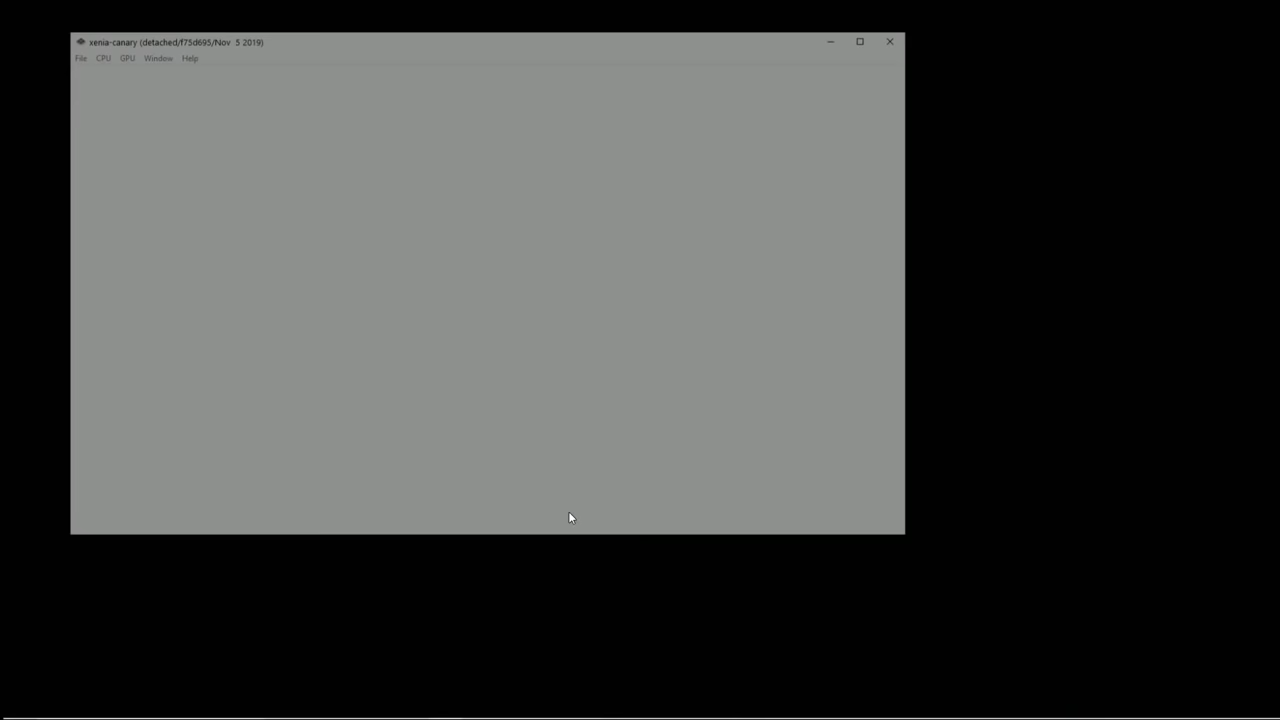 xenia-canary (detached/f75d695/Nov  5 2019)
File CPU GPU Window Help